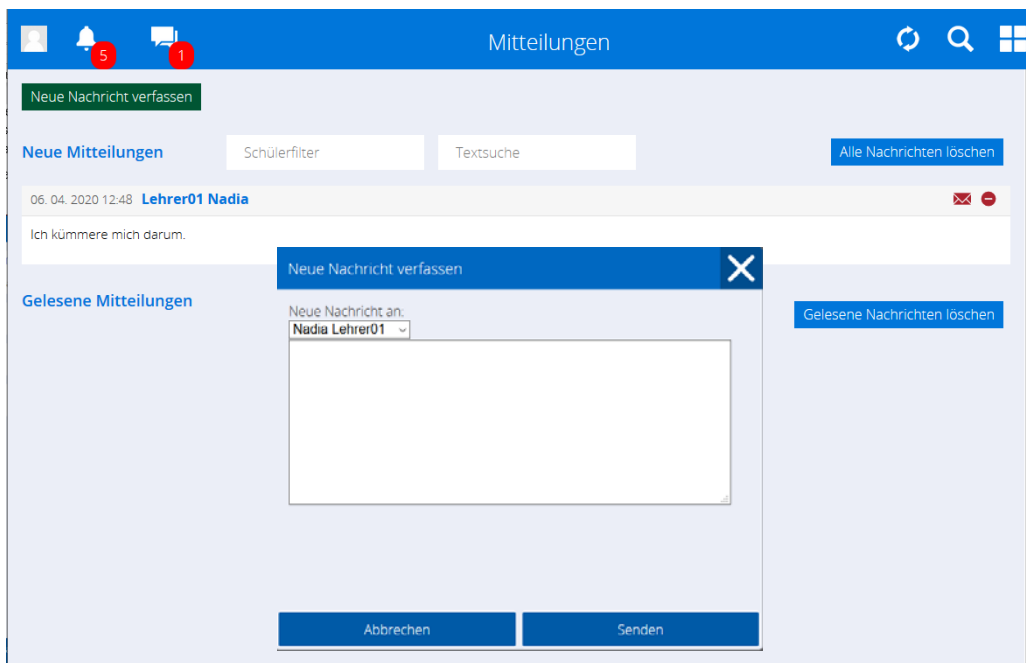 5
1
Mitteilungen
Neue Nachricht verfassen
Neue Mitteilungen
Schülerfilter
Textsuche
Alle Nachrichten löschen
06. 04. 2020 12:48 Lehrer01 Nadia
Ich kümmere mich darum.
Gelesene Mitteilungen
Gelesene Nachrichten löschen
Neue Nachricht verfassen
Neue Nachricht an:
Nadia Lehrer01
Abbrechen
Senden